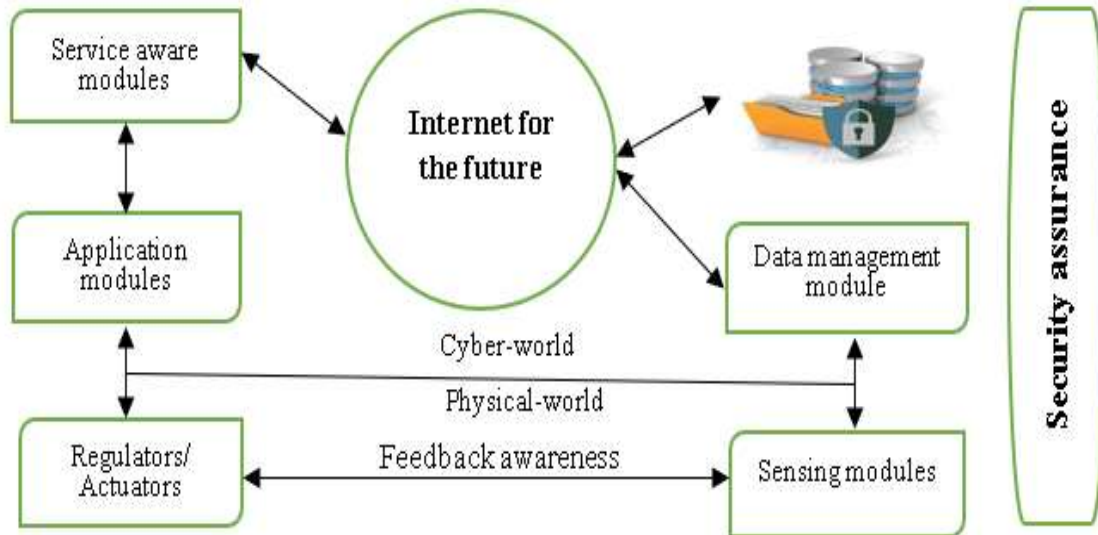 Service aware
modules
Internet for
the future
Application
modules
Data management
module
Cyber-world
Physical-world
Regulators/
Actuators
Feedback awareness
Sensing modules
Security assurance